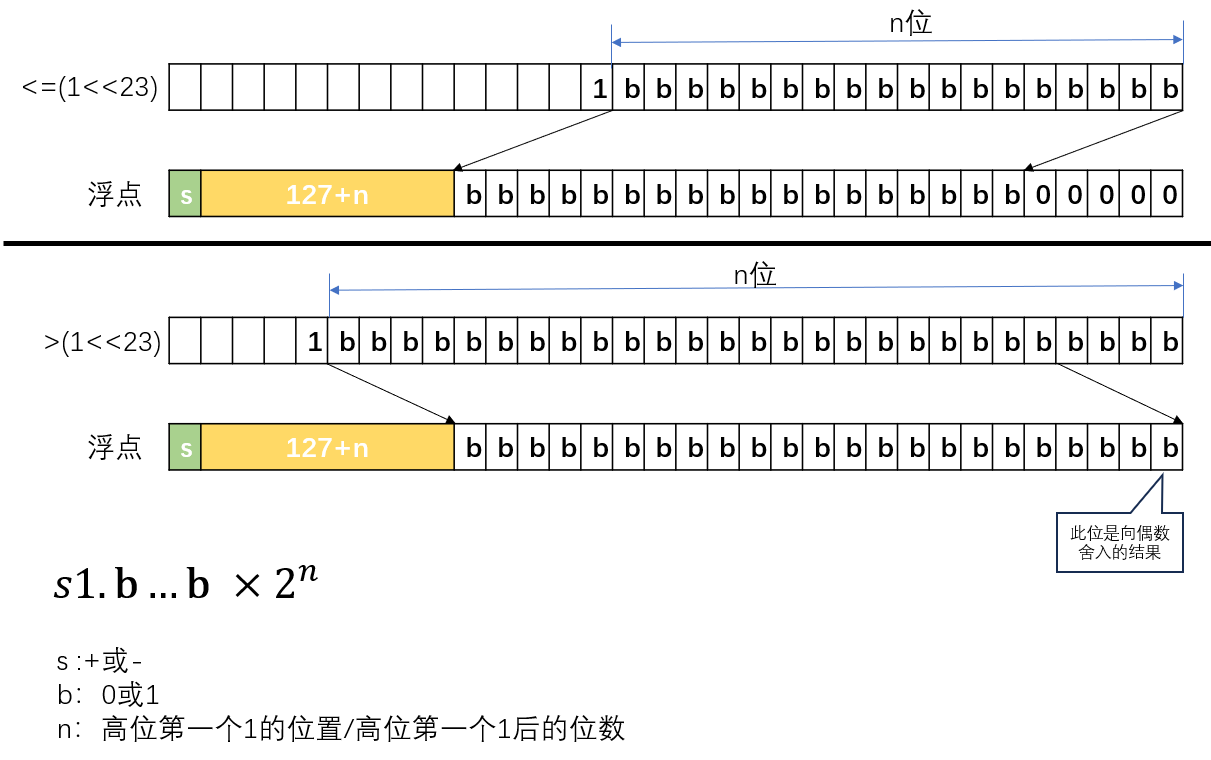 n位
<=(1<<23) 1 b b b b b b b b b b b b b b b b b b
浮点 s 127+n b b b b b b b b b b b b b b b b b b 0 0 0 0 0
n位
>(1<<23) 1 b b b b b b b b b b b b b b b b b b b b b b b b b b b
浮点 s 127+n b b b b b b b b b b b b b b b b b b b b b b b
此位是向偶数
舍入的结果
s1.b…b ×2ⁿ
s :+或-
b：0或1
n：高位第一个1的位置/高位第一个1后的位数